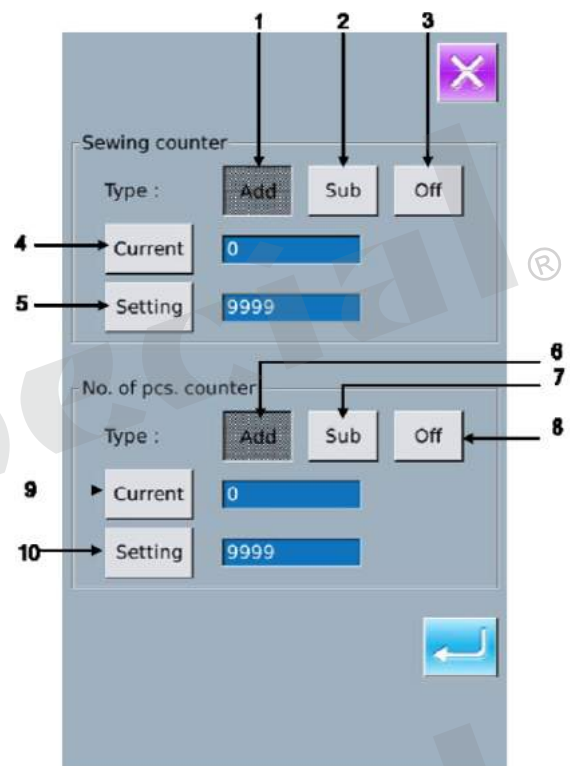 1 2 3
Sewing counter
Type : Add Sub Off
4 Current 0
®
5 Setting 9999
6
No. of pcs. counter 7
Type : Add Sub Off 8
9 Current 0
10 Setting 9999